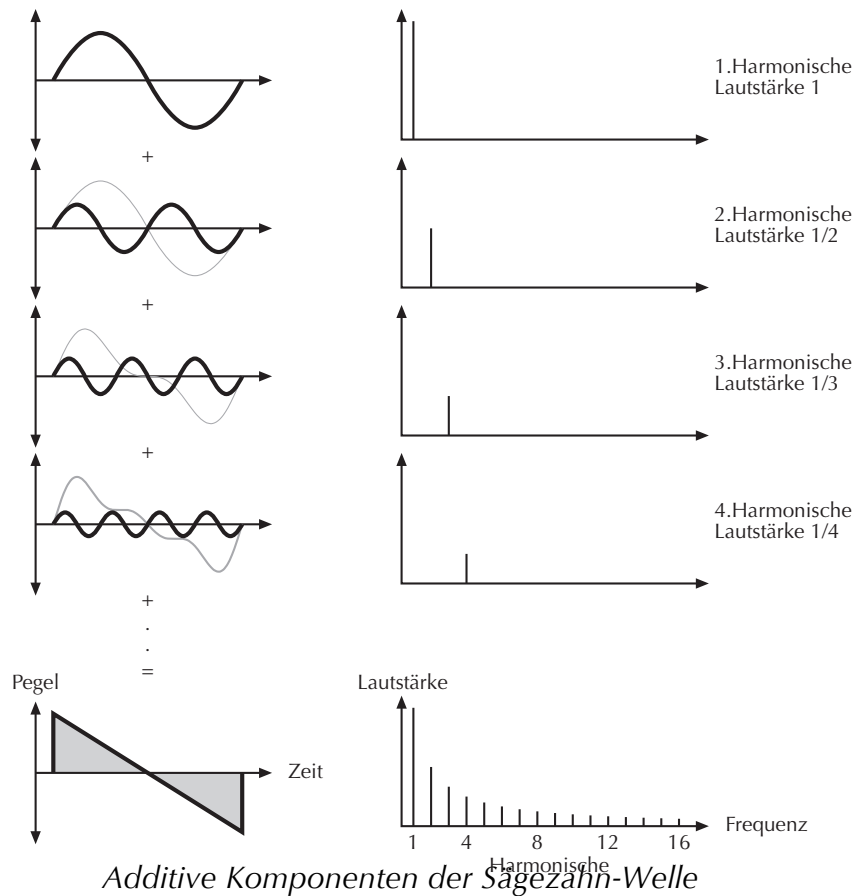 1.Harmonische
Lautstärke 1
+
2.Harmonische
Lautstärke 1/2
+
3.Harmonische
Lautstärke 1/3
+
4.Harmonische
Lautstärke 1/4
+
.
.
=
Pegel
Zeit
Lautstärke
Frequenz
1 4 8 12 16
Harmonische
Additive Komponenten der Sägezahn-Welle